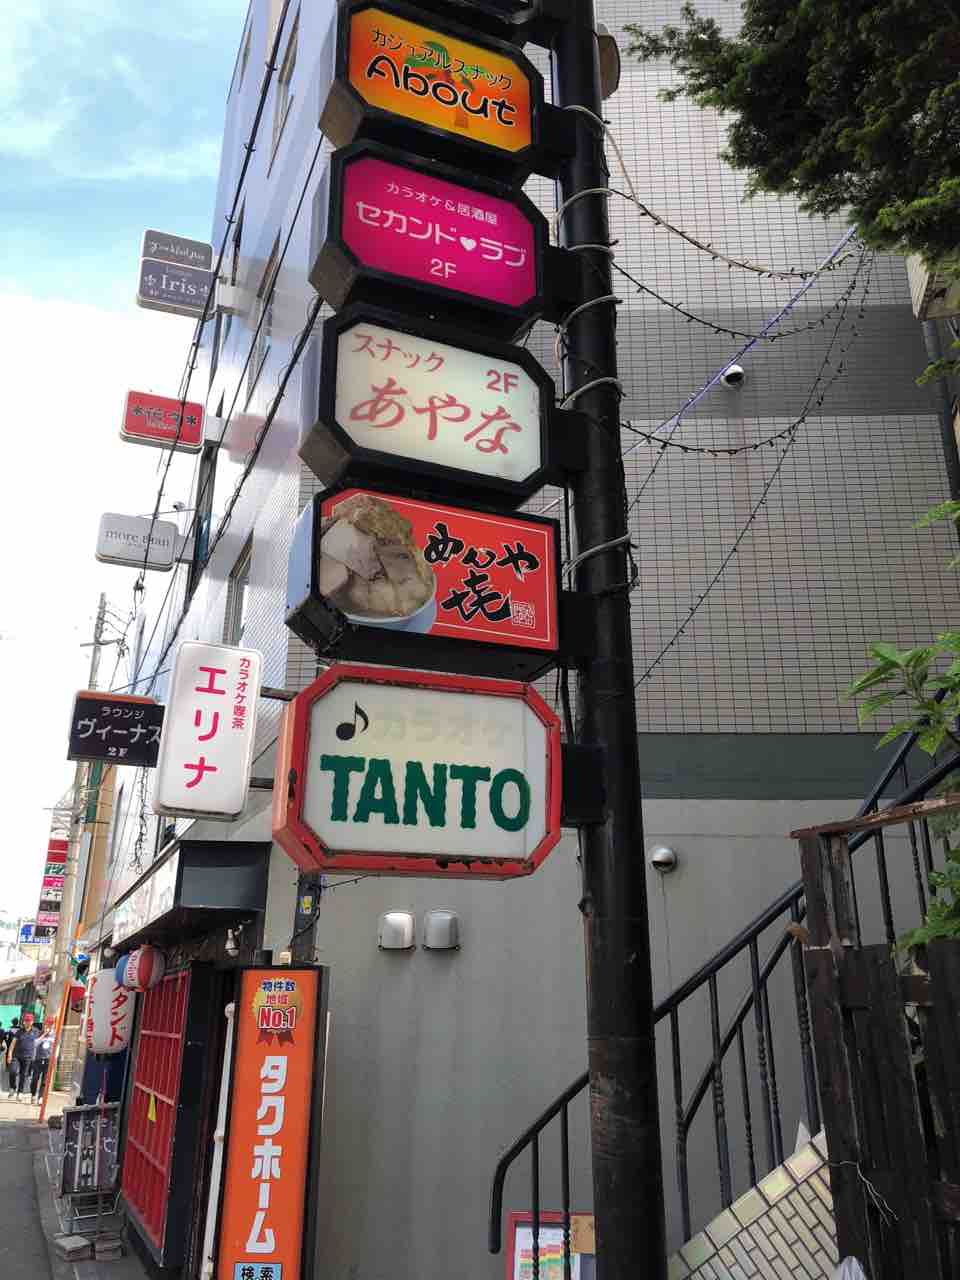 カジュアルスナック
About
カラオケ&居酒屋
セカンド♥ラブ
2F
スナック 2F
あやな
めんや
㐂
♪カラオケ
TANTO
Iris
more than
カラオケ喫茶
エリナ
ラウンジ
ヴィーナス
2F
スタンド
物件数
地域
No.1
タクホーム
検索